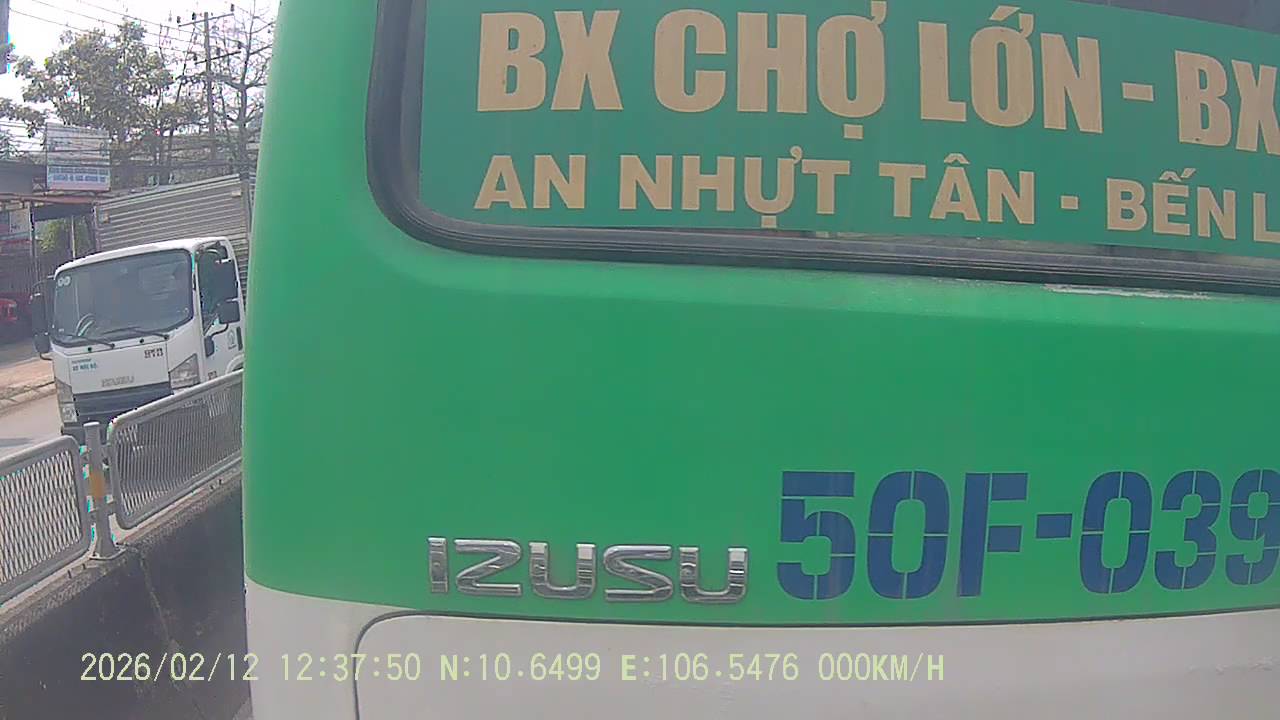 BX CHỢ LỚN - BX
AN NHỰT TÂN - BẾN L
50F-039
IZUSU
2026/02/12 12:37:50 N:10.6499 E:106.5476 000KM/H